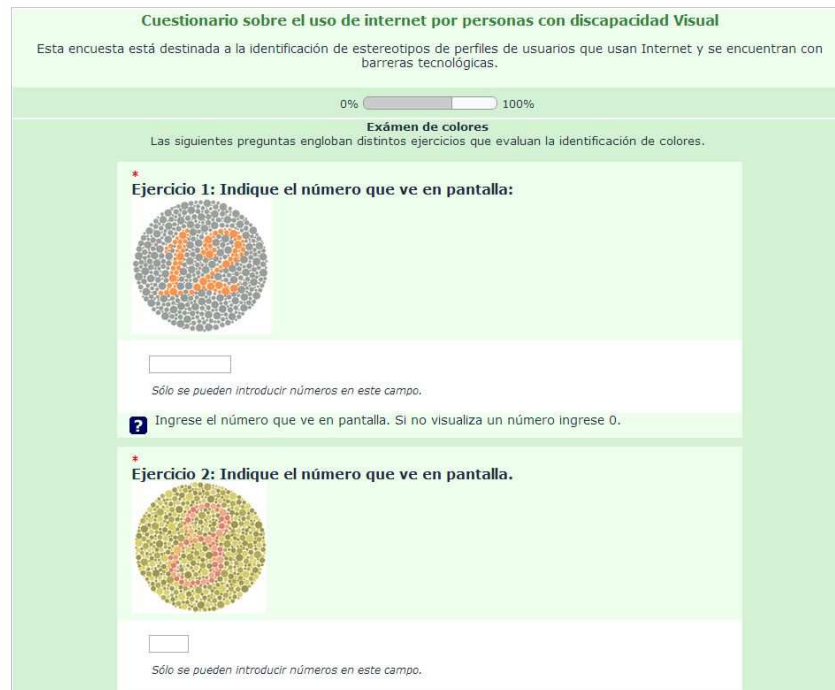 Cuestionario sobre el uso de internet por personas con discapacidad Visual
Esta encuesta está destinada a la identificación de estereotipos de perfiles de usuarios que usan Internet y se encuentran con
barreras tecnológicas.
0% 100%
Exámen de colores
Las siguientes preguntas engloban distintos ejercicios que evaluan la identificación de colores.
*
Ejercicio 1: Indique el número que ve en pantalla:
12
Sólo se pueden introducir números en este campo.
? Ingrese el número que ve en pantalla. Si no visualiza un número ingrese 0.
*
Ejercicio 2: Indique el número que ve en pantalla.
8
Sólo se pueden introducir números en este campo.